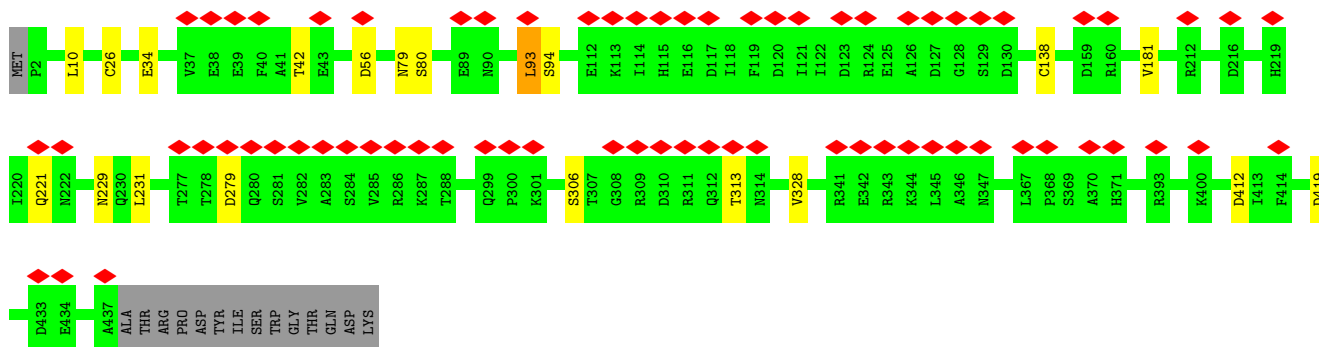 MET P2 L10 C26 E34 V37 E38 E39 F40 A41 T42 E43 D56 N79 S80 E89 N90 L93 S94 E112 K113 I114 H115 E116 D117 I118 F119 D120 I121 I122 D123 R124 E125 A126 D127 G128 S129 D130 C138 D159 R160 V181 R212 D216 H219
I220 Q221 N222 N229 Q230 L231 T277 T278 D279 Q280 S281 V282 A283 S284 V285 R286 K287 T288 Q299 P300 K301 S306 T307 G308 R309 D310 R311 Q312 T313 N314 V328 R341 E342 R343 K344 L345 A346 N347 L367 P368 S369 A370 H371 R393 K400 D412 I413 F414
D433 E434 A437 ALA THR ARG PRO ASP TYR ILE SER TRP GLY THR GLN ASP LYS